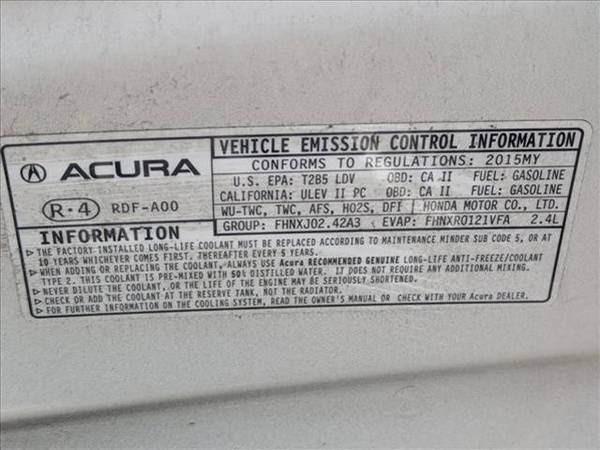 ACURA
R-4 RDF-A00
VEHICLE EMISSION CONTROL INFORMATION
CONFORMS TO REGULATIONS: 2015MY
U.S. EPA: T2B5 LDV OBD: CA II FUEL: GASOLINE
CALIFORNIA: ULEV II PC OBD: CA II FUEL: GASOLINE
WU-TWC, TWC, AFS, HO2S, DFI HONDA MOTOR CO., LTD.
GROUP: FHNXJ02.42A3 EVAP: FHNXR0121VFA 2.4L
INFORMATION
▷ THE FACTORY-INSTALLED LONG-LIFE COOLANT MUST BE REPLACED ACCORDING TO MAINTENANCE MINDER SUB CODE 5, OR AT
10 YEARS WHICHEVER COMES FIRST. THEREAFTER EVERY 5 YEARS.
▷ WHEN ADDING OR REPLACING THE COOLANT, ALWAYS USE Acura RECOMMENDED GENUINE LONG-LIFE ANTI-FREEZE/COOLANT
TYPE 2. THIS COOLANT IS PRE-MIXED WITH 50% DISTILLED WATER. IT DOES NOT REQUIRE ANY ADDITIONAL MIXING.
▷ NEVER DILUTE THE COOLANT, OR THE LIFE OF THE ENGINE MAY BE SERIOUSLY SHORTENED.
▷ CHECK OR ADD THE COOLANT AT THE RESERVE TANK, NOT THE RADIATOR.
▷ FOR FURTHER INFORMATION ON THE COOLING SYSTEM, READ THE OWNER'S MANUAL OR CHECK WITH YOUR Acura DEALER.